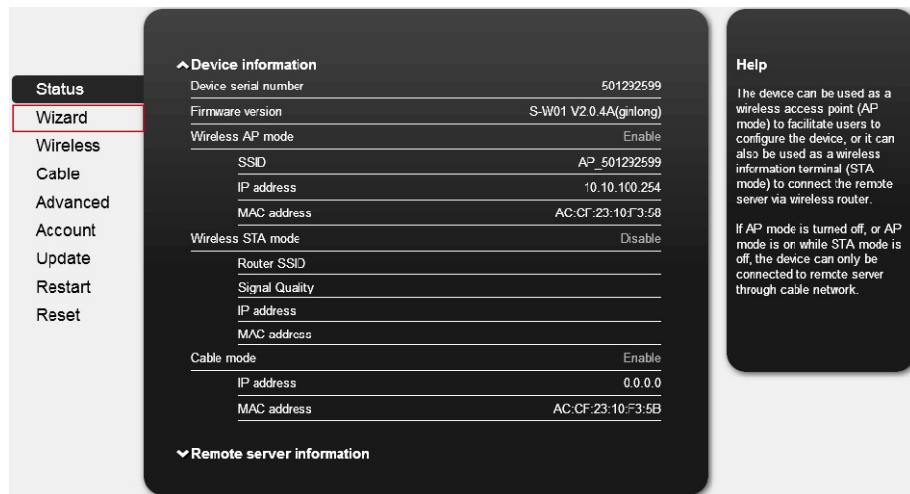 Status
Wizard
Wireless
Cable
Advanced
Account
Update
Restart
Reset
Device information
Device serial number 501292599
Firmware version S-W01 V2.0.4A(ginlong)
Wireless AP mode Enable
SSID AP_501292599
IP address 10.10.100.254
MAC address AC:CF:23:10:F3:58
Wireless STA mode Disable
Router SSID
Signal Quality
IP address
MAC address
Cable mode Enable
IP address 0.0.0.0
MAC address AC:CF:23:10:F3:5B
Remote server information
Help
The device can be used as a
wireless access point (AP
mode) to facilitate users to
configure the device, or it can
also be used as a wireless
information terminal (STA
mode) to connect the remote
server via wireless router.
If AP mode is turned off, or AP
mode is on while STA mode is
off, the device can only be
connected to remote server
through cable network.